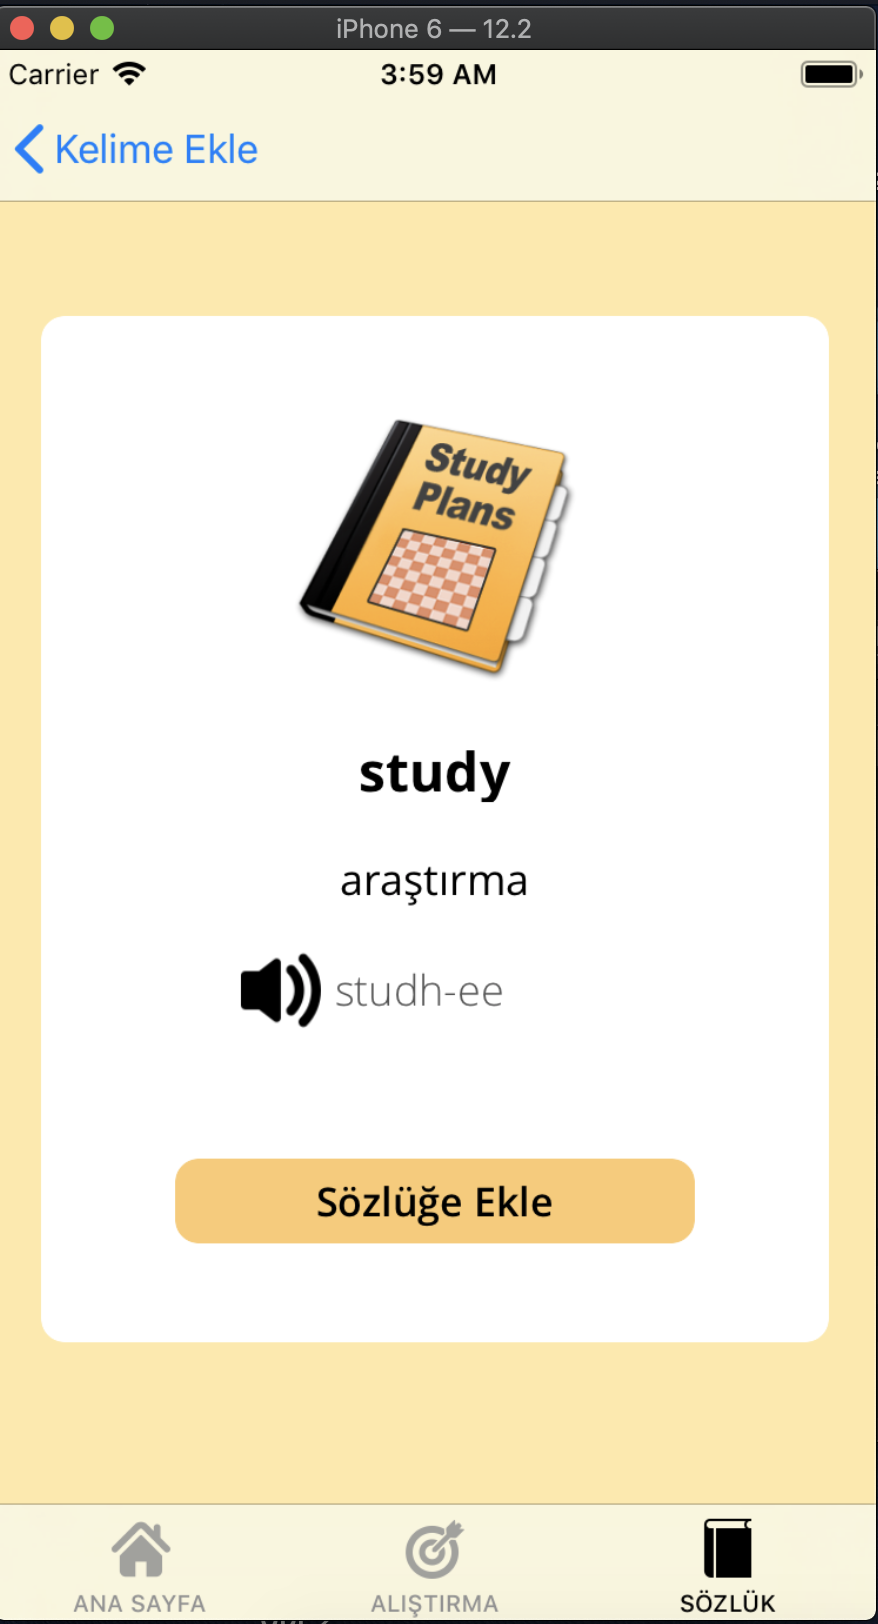 iPhone 6 — 12.2
Carrier 3:59 AM
Kelime Ekle
Study
Plans
study
araştırma
studh-ee
Sözlüğe Ekle
ANA SAYFA ALIŞTIRMA SÖZLÜK